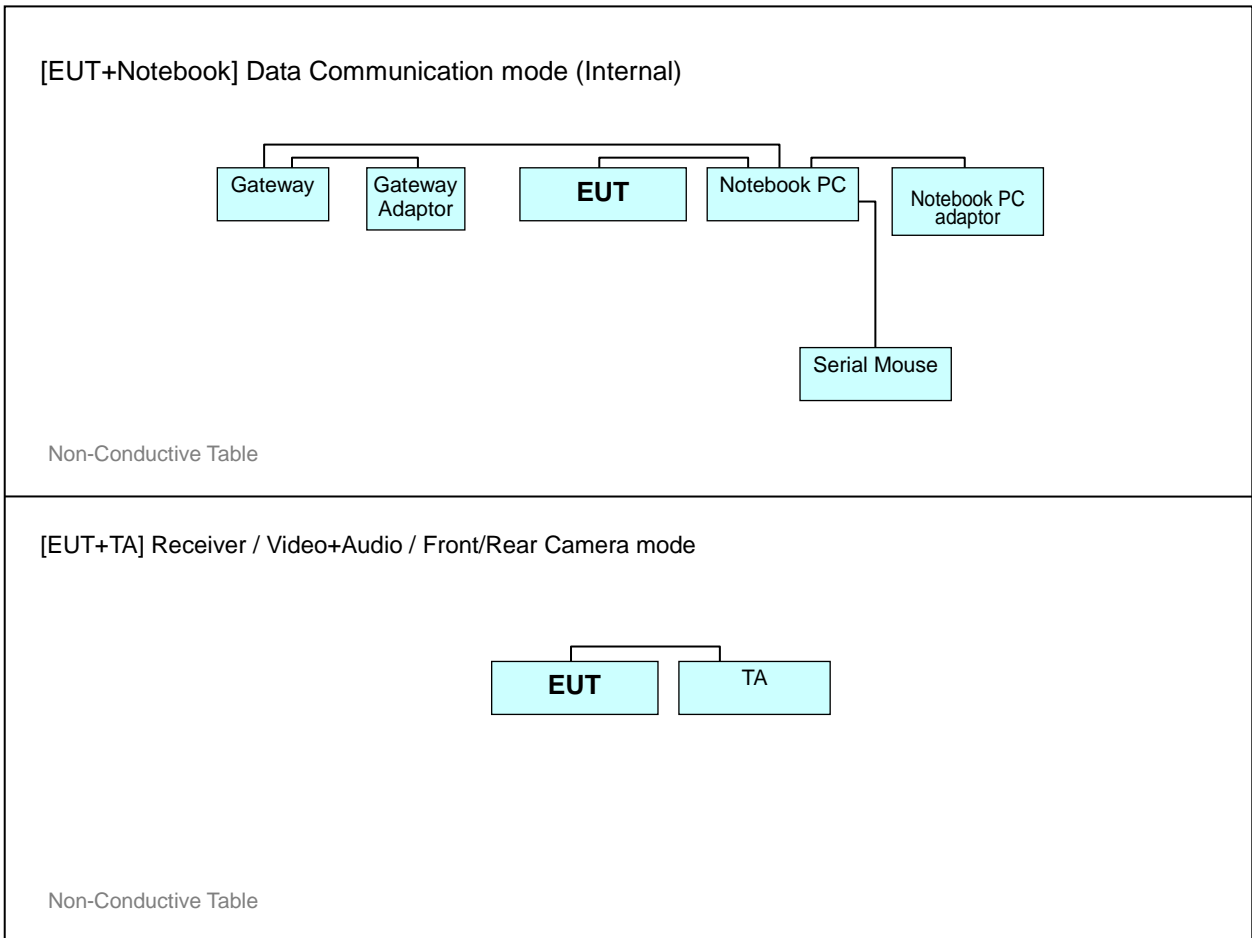 [EUT+Notebook] Data Communication mode (Internal)
Gateway
Gateway
Adaptor
EUT
Notebook PC
Notebook PC
adaptor
Serial Mouse
Non-Conductive Table
[EUT+TA] Receiver / Video+Audio / Front/Rear Camera mode
EUT
TA
Non-Conductive Table